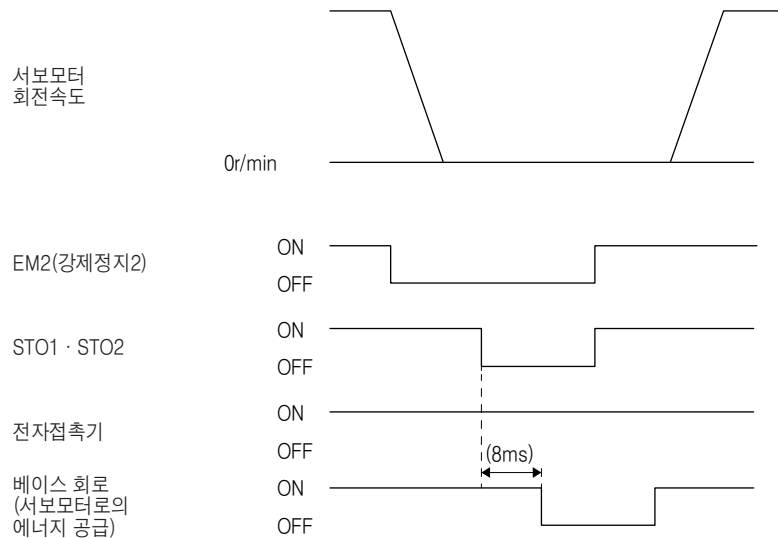 서보모터
회전속도
0r/min
EM2(강제정지2)
ON
OFF
STO1 · STO2
ON
OFF
전자접촉기
ON
OFF
(8ms)
베이스 회로
(서보모터로의
에너지 공급)
ON
OFF